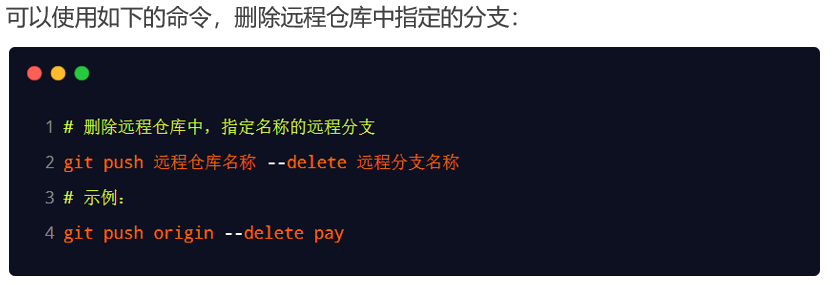 可以使用如下的命令，删除远程仓库中指定的分支：
1 # 删除远程仓库中，指定名称的远程分支
2 git push 远程仓库名称 --delete 远程分支名称
3 # 示例：
4 git push origin --delete pay